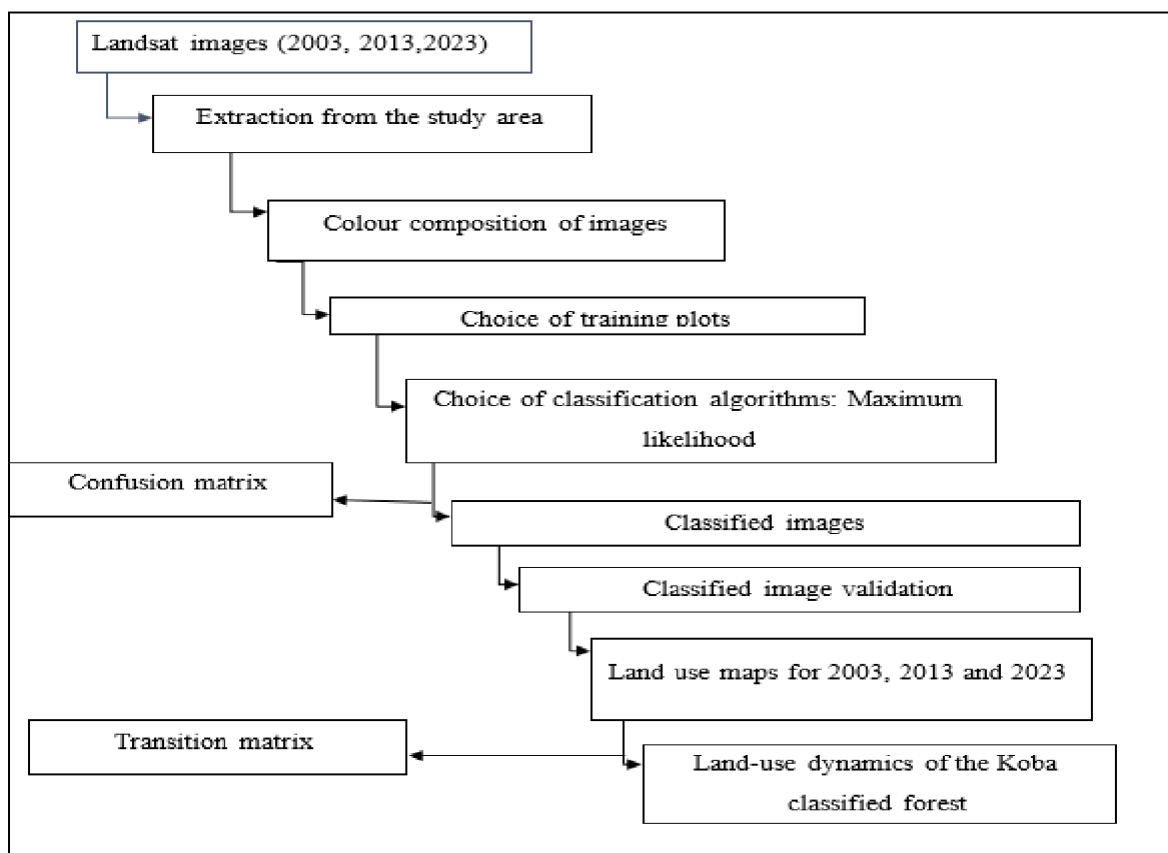 Landsat images (2003, 2013,2023)
Extraction from the study area
Colour composition of images
Choice of training plots
Choice of classification algorithms: Maximum
likelihood
Confusion matrix
Classified images
Classified image validation
Land use maps for 2003, 2013 and 2023
Transition matrix
Land-use dynamics of the Koba
classified forest